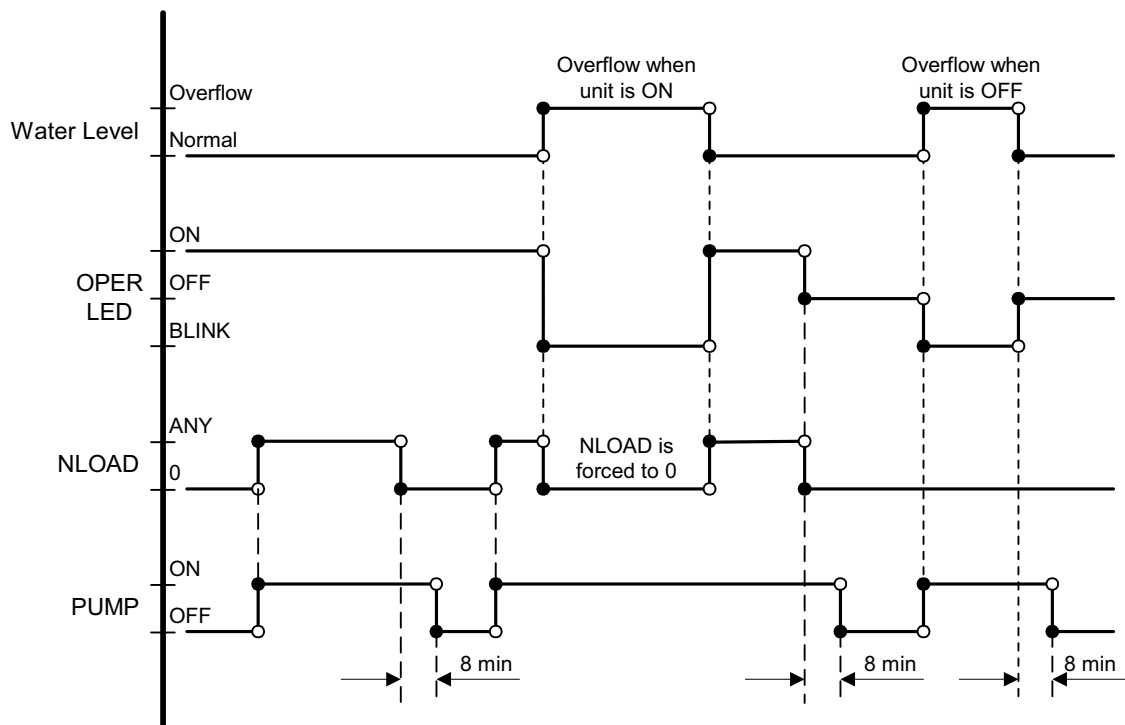 Overflow when
unit is ON
Overflow when
unit is OFF
Overflow
Water Level
Normal
ON
OPER
LED
OFF
BLINK
ANY
NLOAD
0
NLOAD is
forced to 0
ON
PUMP
OFF
8 min
8 min
8 min